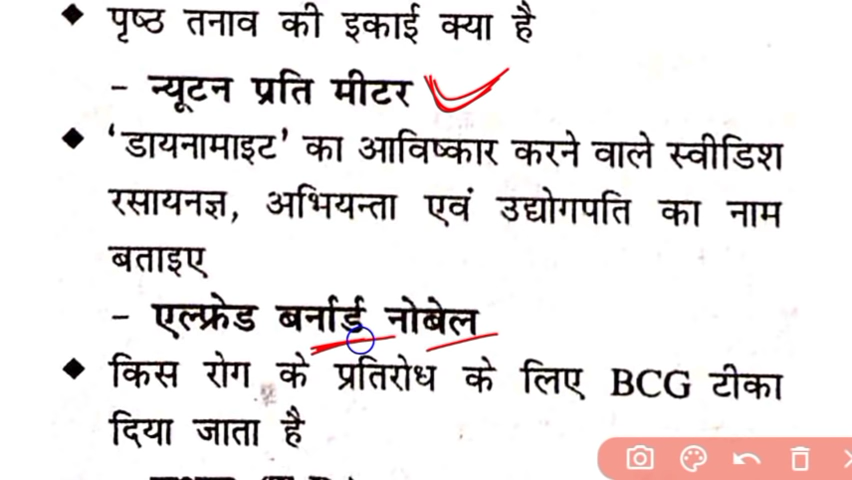 ◆ पृष्ठ तनाव की इकाई क्या है
- न्यूटन प्रति मीटर
◆ 'डायनामाइट' का आविष्कार करने वाले स्वीडिश
रसायनज्ञ, अभियन्ता एवं उद्योगपति का नाम
बताइए
- एल्फ्रेड बर्नार्ड नोबेल
◆ किस रोग के प्रतिरोध के लिए BCG टीका
दिया जाता है